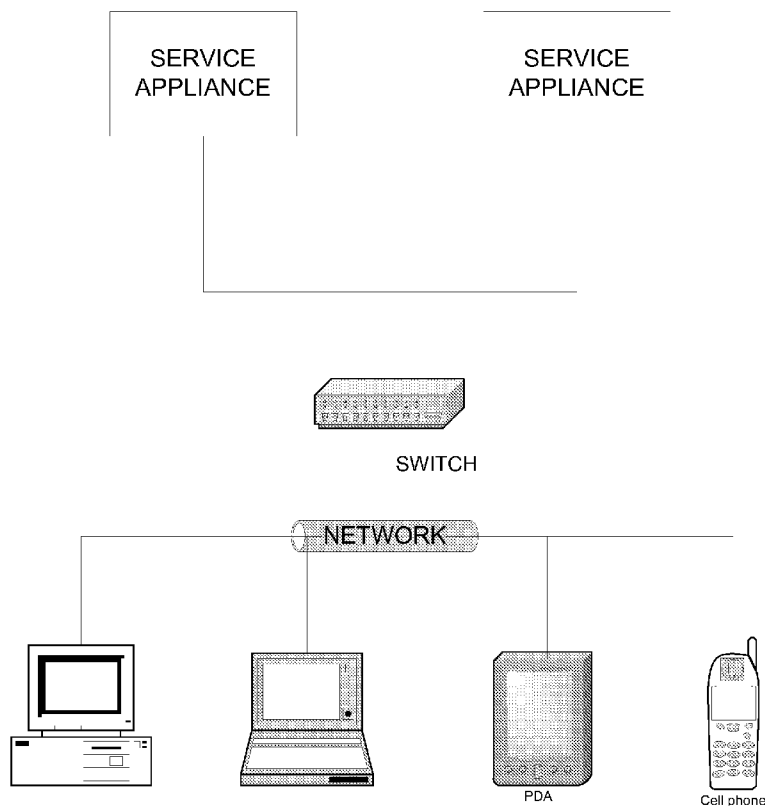 SERVICE
APPLIANCE
SERVICE
APPLIANCE
SWITCH
NETWORK
PDA
Cell phone